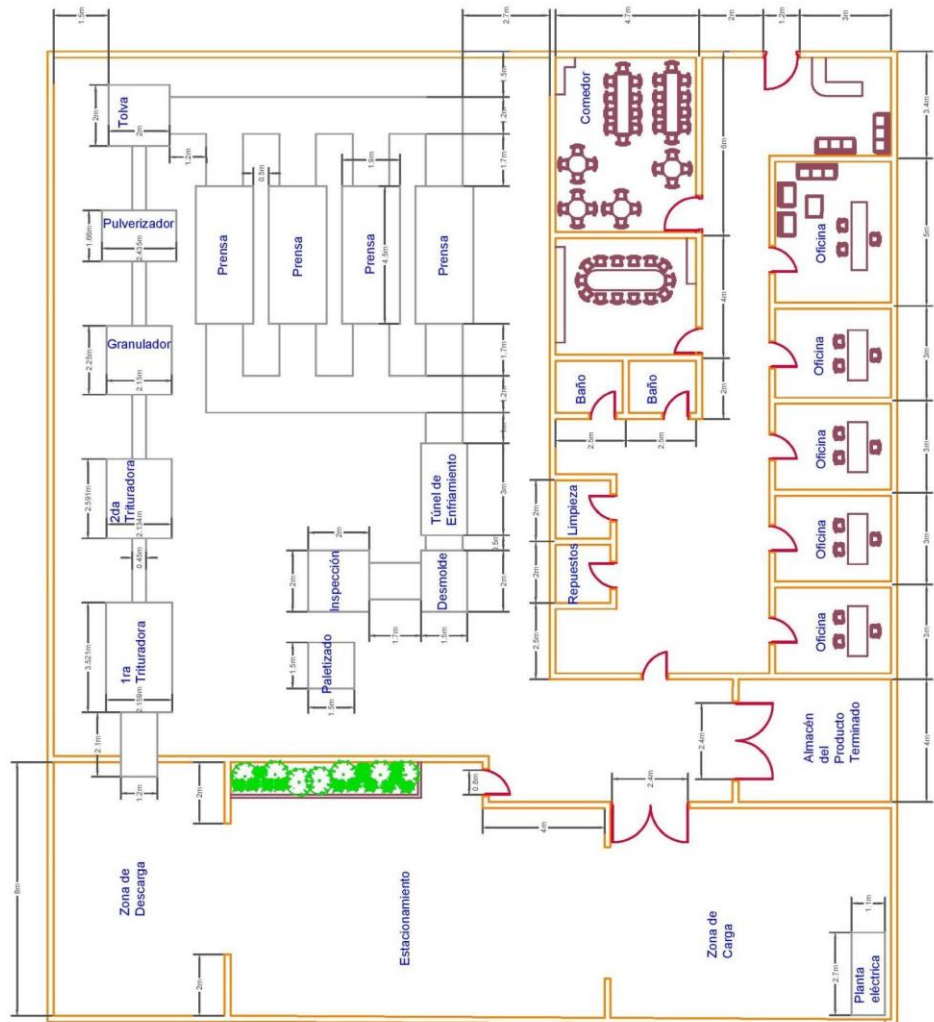 1.5m
2.7m
4.7m
2m
1.2m
3m
Tolva
2m
2m
1.2m
.5m
1.2m
1.7m
Comedor
6m
3.4m
Pulverizador
2.435m
1.66m
0.5m
1.9m
Prensa
Prensa
Prensa
4.5m
Prensa
Oficina
5m
Granulador
2.15m
2.25m
1.7m
1.2m
4m
Oficina
3m
Baño
Baño
2m
2.5m
2.5m
Oficina
3m
2da
Trituradora
2.134m
2.591m
0.45m
Túnel de
Enfriamiento
3m
0.5m
Limpieza
2m
Oficina
3m
Inspección
2m
2m
Desmolde
2m
1.7m
1.5m
Repuestos
2m
2.5m
Oficina
3m
1ra
Trituradora
2.159m
3.521m
2.1m
1.2m
Paletizado
1.5m
1.5m
2.4m
Almacén
del
Producto
Terminado
4m
2m
0.8m
2.4m
4m
8m
Zona de
Descarga
2m
Estacionamiento
Zona de
Carga
1.1m
2.7m
Planta
eléctrica